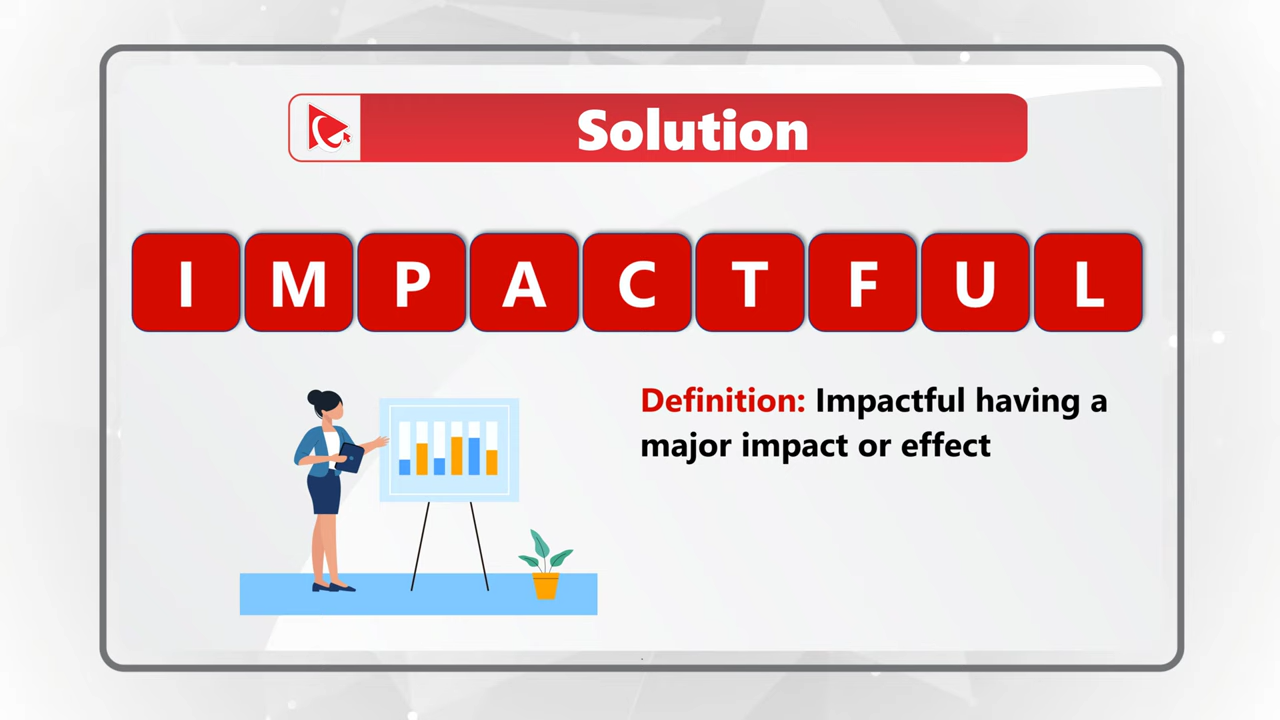 Solution
I M P A C T F U L
Definition: Impactful having a
major impact or effect